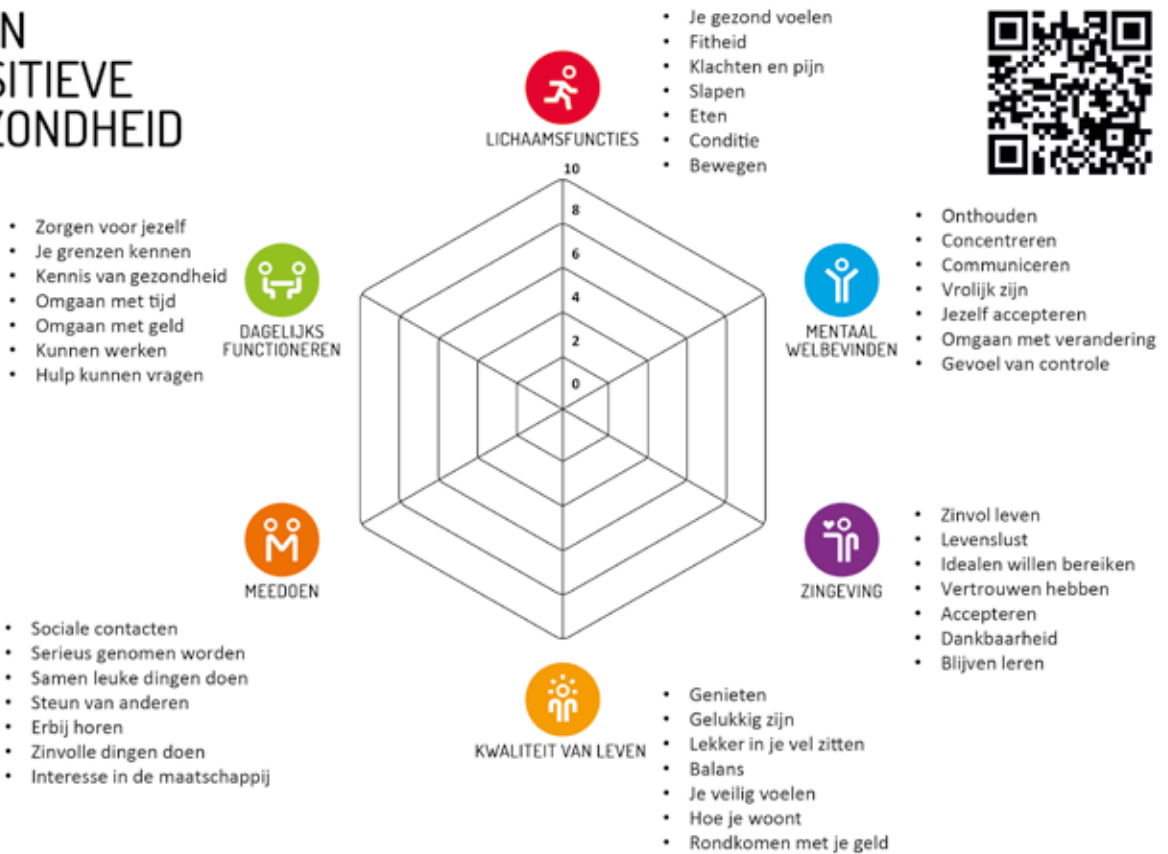 N
SITIEVE
ZONDHEID
LICHAAMSFUNCTIES
• Je gezond voelen
• Fitheid
• Klachten en pijn
• Slapen
• Eten
• Conditie
• Bewegen
10
8
6
4
2
0
• Zorgen voor jezelf
• Je grenzen kennen
• Kennis van gezondheid
• Omgaan met tijd
• Omgaan met geld
• Kunnen werken
• Hulp kunnen vragen
DAGELIJKS
FUNCTIONEREN
MENTAAL
WELBEVINDEN
• Onthouden
• Concentreren
• Communiceren
• Vrolijk zijn
• Jezelf accepteren
• Omgaan met verandering
• Gevoel van controle
MEEDOEN
• Sociale contacten
• Serieus genomen worden
• Samen leuke dingen doen
• Steun van anderen
• Erbij horen
• Zinvolle dingen doen
• Interesse in de maatschappij
ZINGEVING
• Zinvol leven
• Levenslust
• Idealen willen bereiken
• Vertrouwen hebben
• Accepteren
• Dankbaarheid
• Blijven leren
KWALITEIT VAN LEVEN
• Genieten
• Gelukkig zijn
• Lekker in je vel zitten
• Balans
• Je veilig voelen
• Hoe je woont
• Rondkomen met je geld